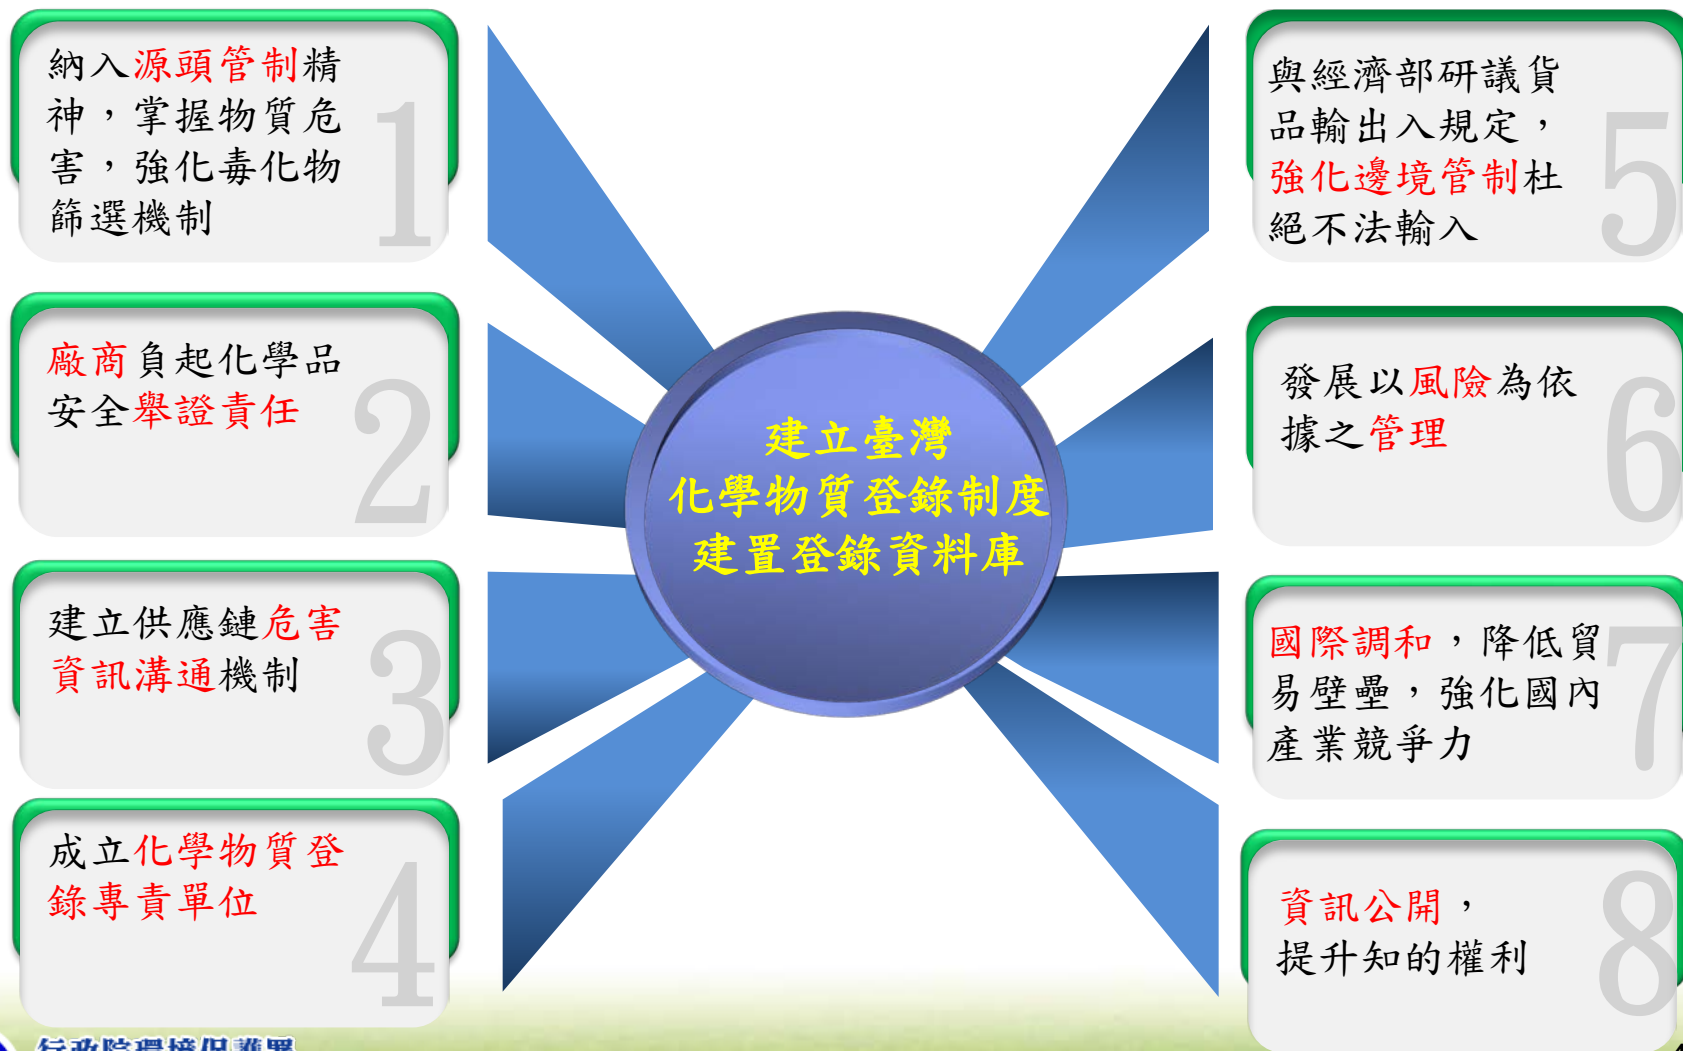 納入源頭管制精
神，掌握物質危
害，強化毒化物
篩選機制
1
廠商負起化學品
安全舉證責任
2
建立供應鏈危害
資訊溝通機制
3
成立化學物質登
錄專責單位
4
建立臺灣
化學物質登錄制度
建置登錄資料庫
與經濟部研議貨
品輸出入規定，
強化邊境管制杜
絕不法輸入
5
發展以風險為依
據之管理
6
國際調和，降低貿
易壁壘，強化國內
產業競爭力
7
資訊公開，
提升知的權利
8
行政院環境保護署